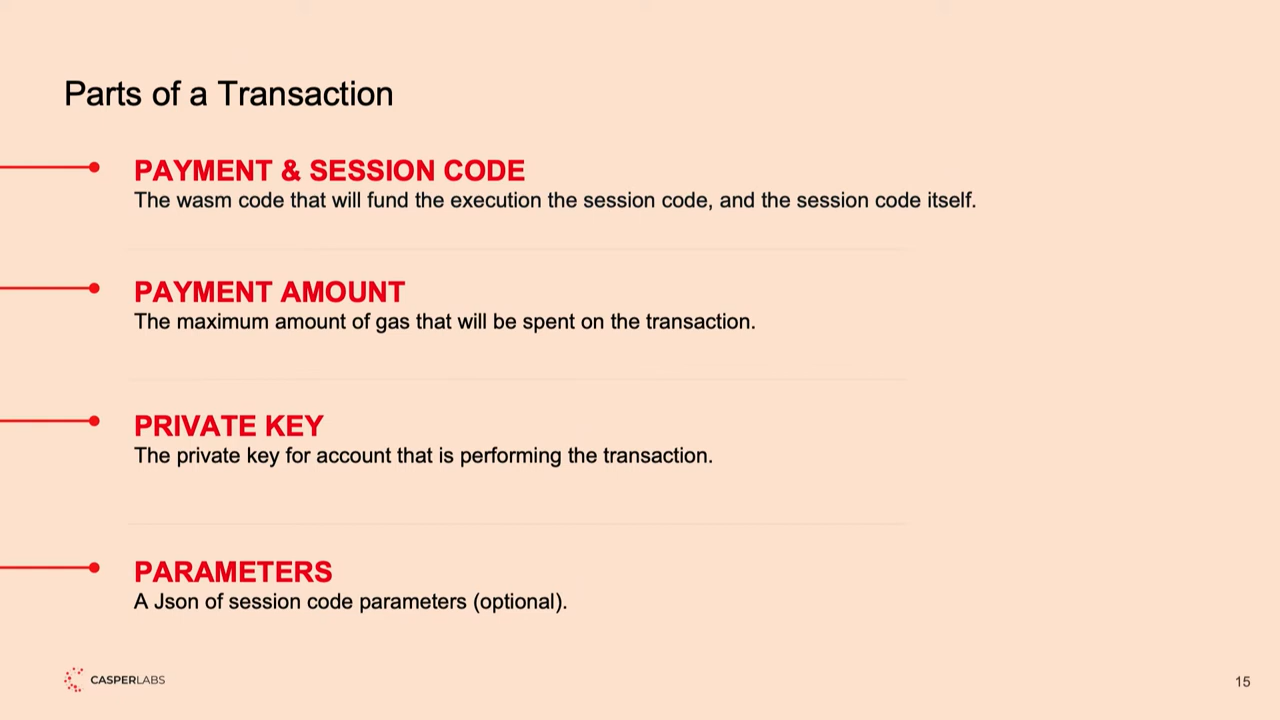 Parts of a Transaction
PAYMENT & SESSION CODE
The wasm code that will fund the execution the session code, and the session code itself.
PAYMENT AMOUNT
The maximum amount of gas that will be spent on the transaction.
PRIVATE KEY
The private key for account that is performing the transaction.
PARAMETERS
A Json of session code parameters (optional).
CASPERLABS
15